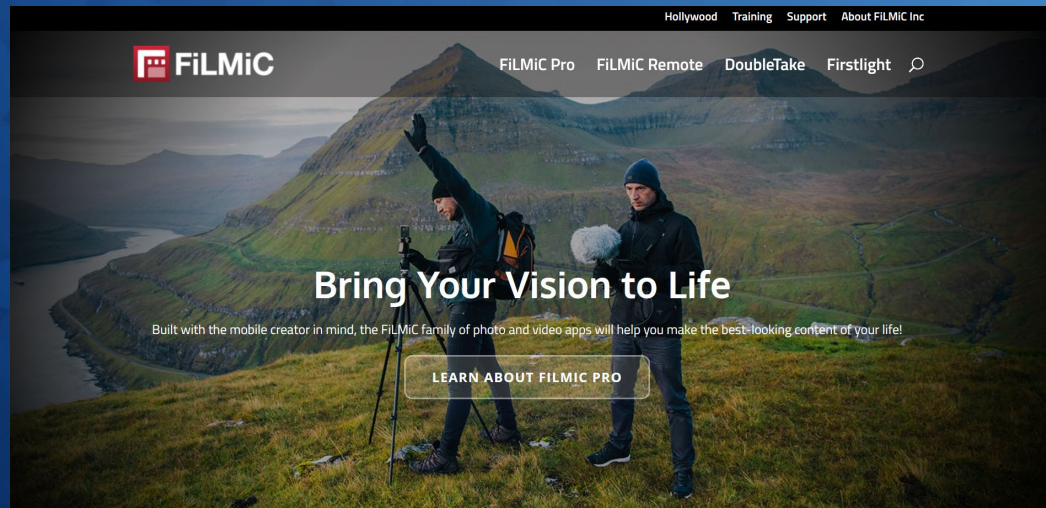 Hollywood Training Support About FiLMiC Inc
FiLMiC
FiLMiC Pro FiLMiC Remote DoubleTake Firstlight
Bring Your Vision to Life
Built with the mobile creator in mind, the FiLMiC family of photo and video apps will help you make the best-looking content of your life!
LEARN ABOUT FILMIC PRO